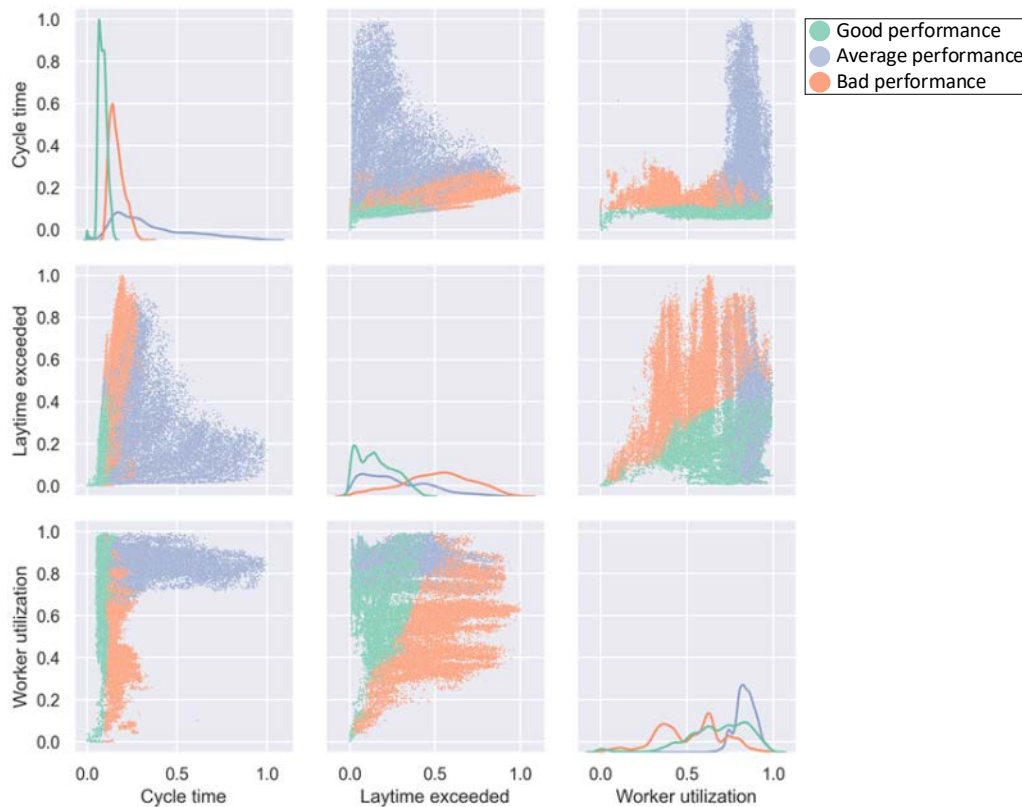 Good performance
Average performance
Bad performance
Cycle time
1.0
0.8
0.6
0.4
0.2
0.0
Laytime exceeded
1.0
0.8
0.6
0.4
0.2
0.0
Worker utilization
1.0
0.8
0.6
0.4
0.2
0.0
0.0 0.5 1.0 0.0 0.5 1.0 0.0 0.5 1.0
Cycle time Laytime exceeded Worker utilization